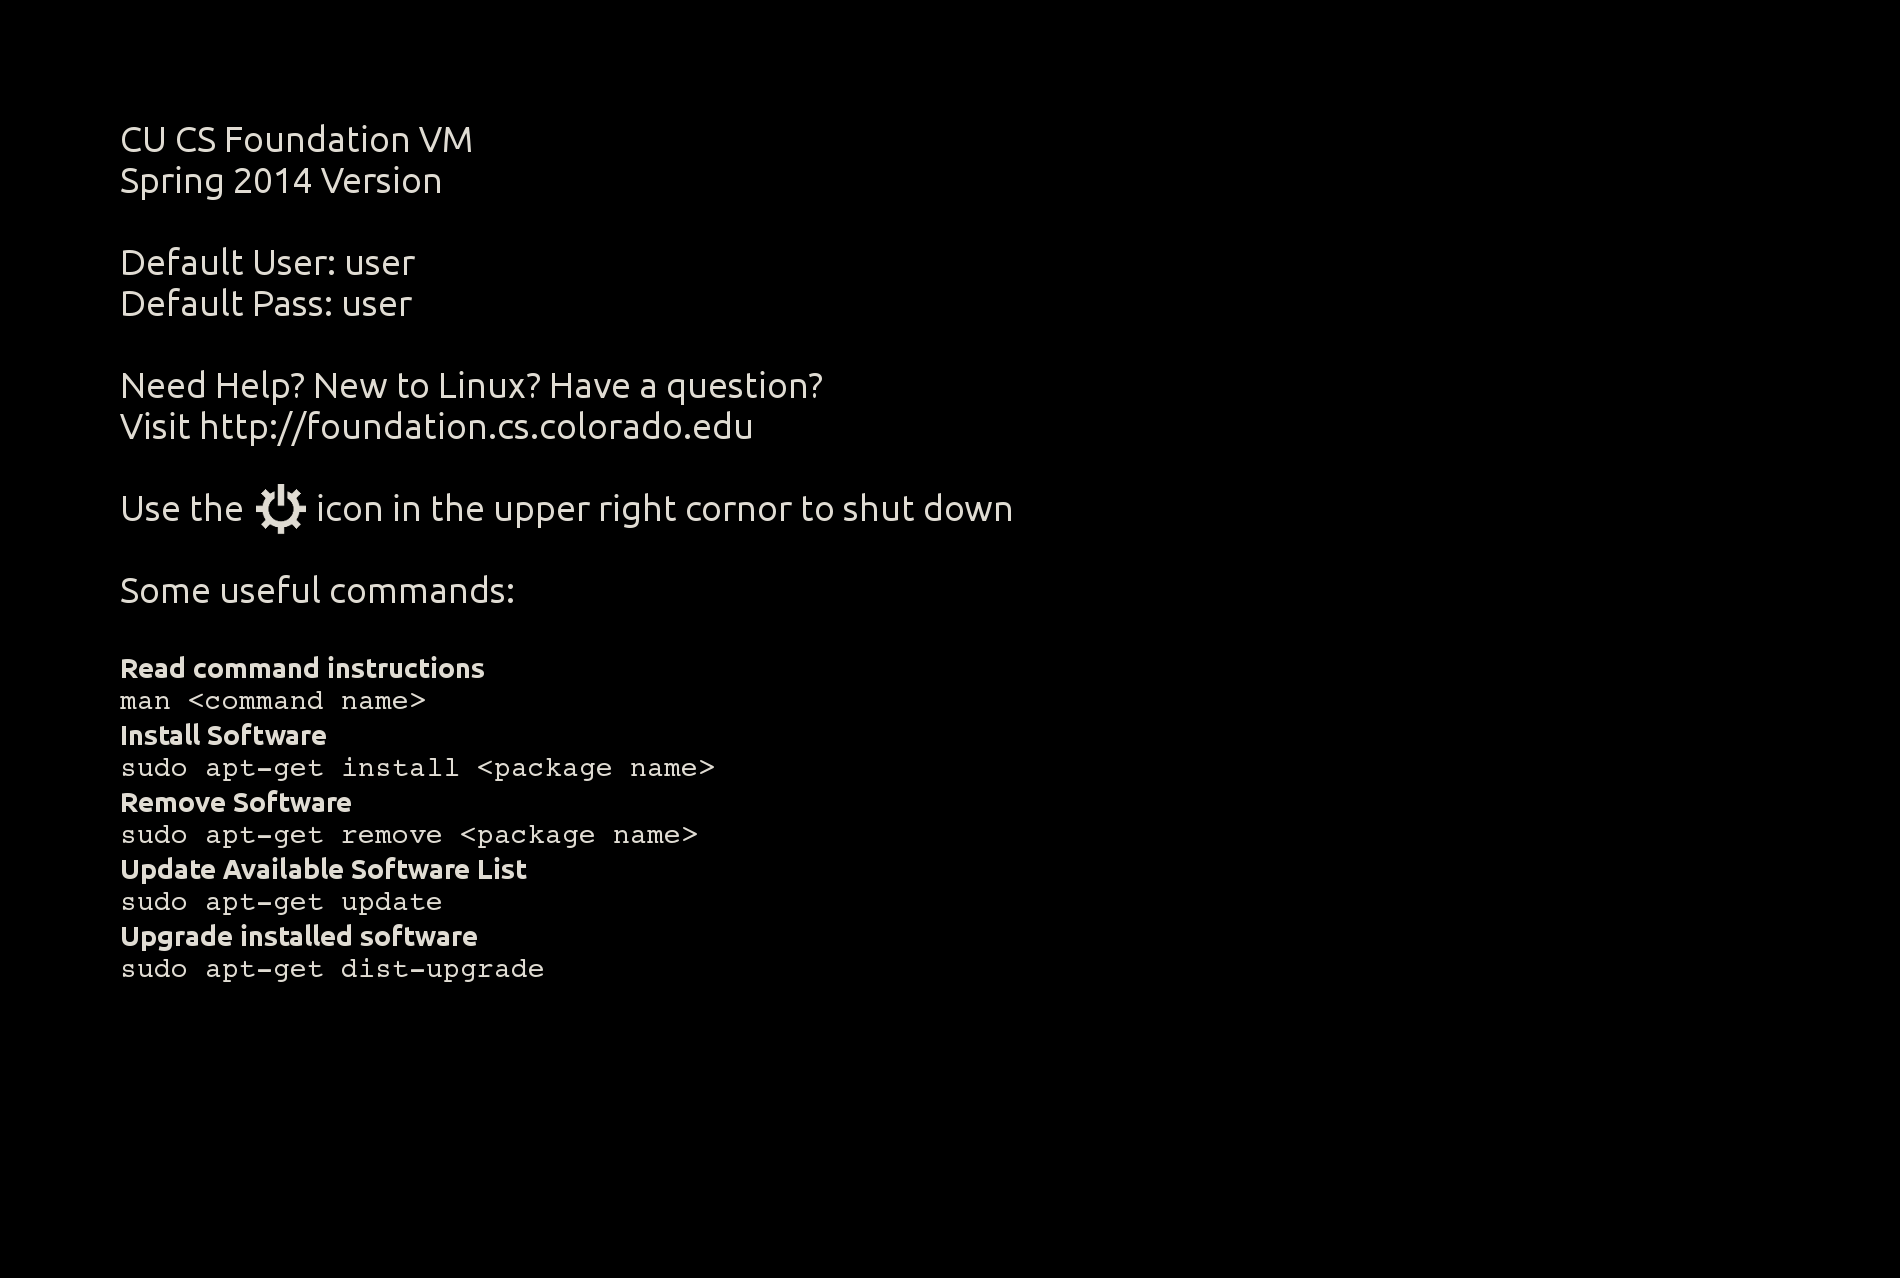 CU CS Foundation VM
Spring 2014 Version
Default User: user
Default Pass: user
Need Help? New to Linux? Have a question?
Visit http://foundation.cs.colorado.edu
Use the icon in the upper right cornor to shut down
Some useful commands:
Read command instructions
man <command name>
Install Software
sudo apt-get install <package name>
Remove Software
sudo apt-get remove <package name>
Update Available Software List
sudo apt-get update
Upgrade installed software
sudo apt-get dist-upgrade